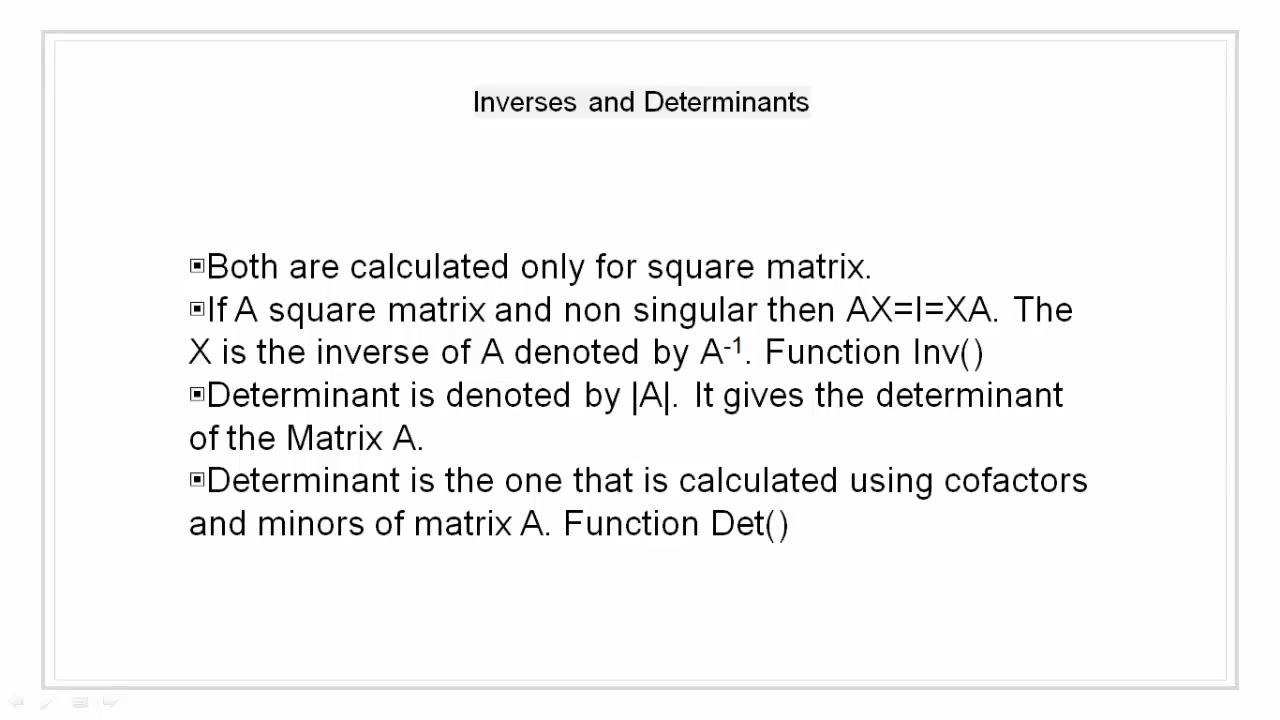 Inverses and Determinants
▣Both are calculated only for square matrix.
▣If A square matrix and non singular then AX=I=XA. The
X is the inverse of A denoted by A⁻¹. Function Inv()
▣Determinant is denoted by |A|. It gives the determinant
of the Matrix A.
▣Determinant is the one that is calculated using cofactors
and minors of matrix A. Function Det()